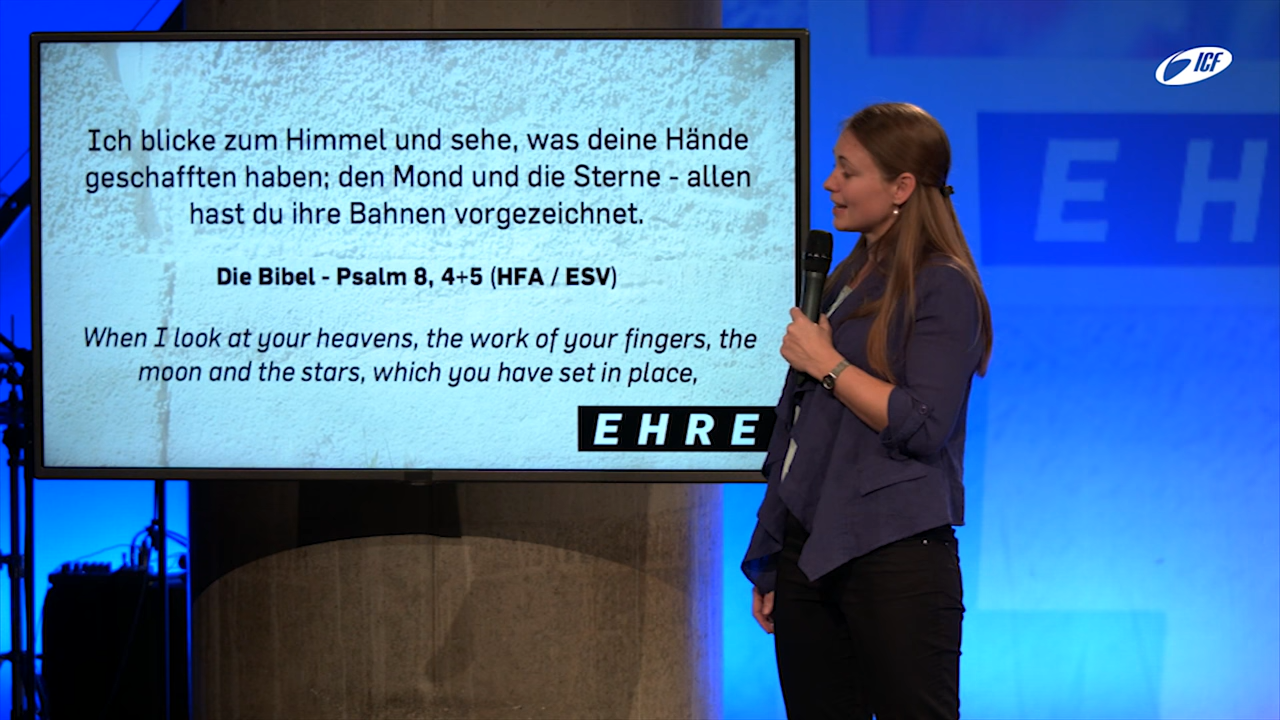 Ich blicke zum Himmel und sehe, was deine Hände
geschafften haben; den Mond und die Sterne - allen
hast du ihre Bahnen vorgezeichnet.
Die Bibel - Psalm 8, 4+5 (HFA / ESV)
When I look at your heavens, the work of your fingers, the
moon and the stars, which you have set in place,
EHRE
ICF
EH